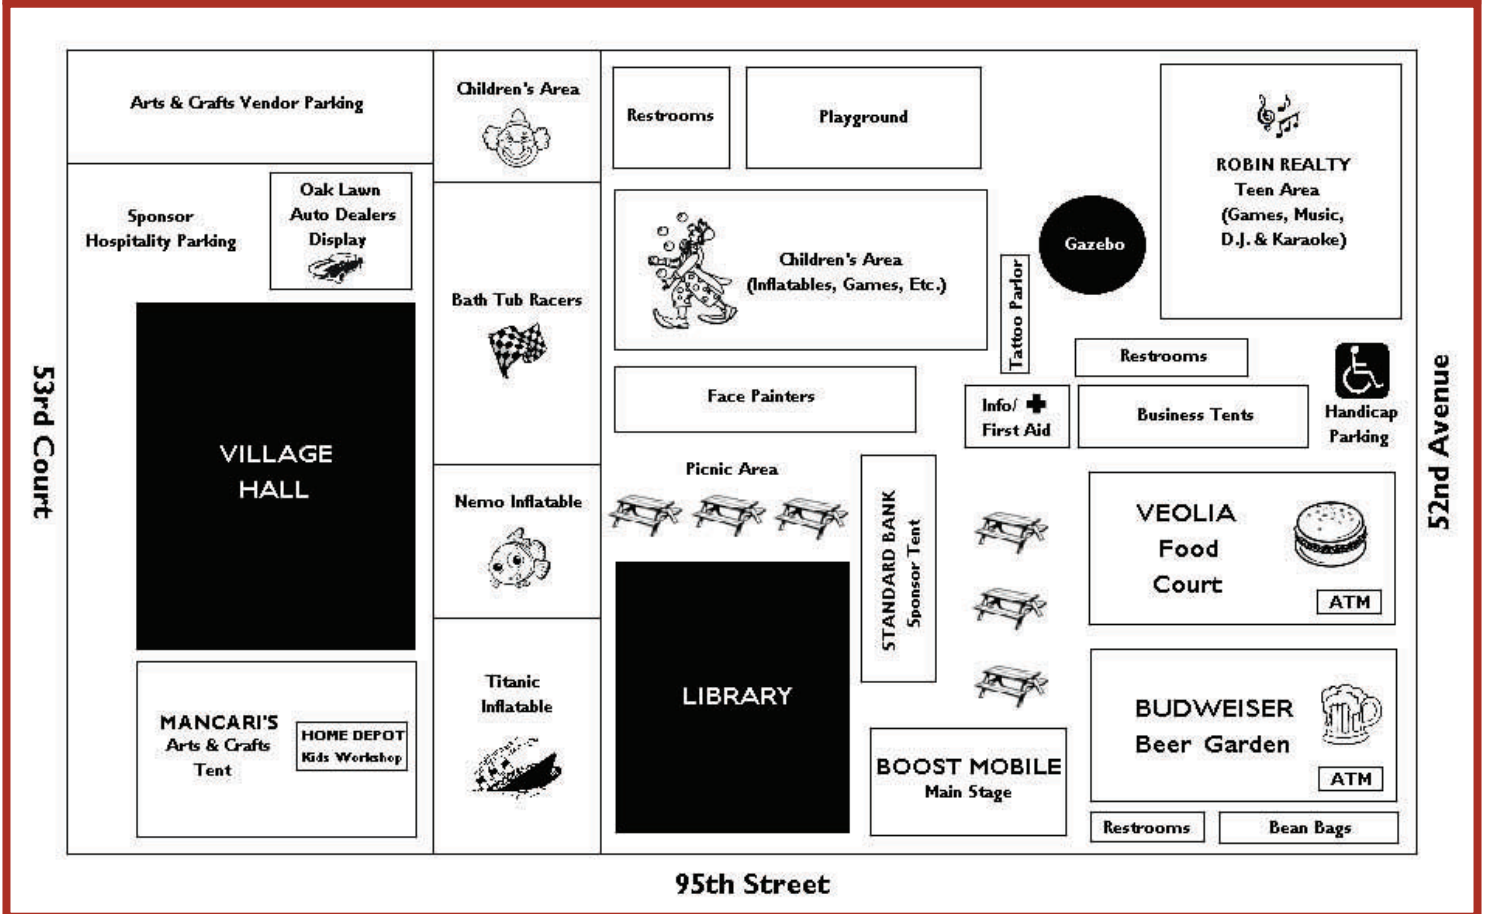 Arts & Crafts Vendor Parking
Children's Area
Restrooms
Playground
ROBIN REALTY
Teen Area
(Games, Music,
D.J. & Karaoke)
Sponsor
Hospitality Parking
Oak Lawn
Auto Dealers
Display
Bath Tub Racers
Children's Area
(Inflatables, Games, Etc.)
Gazebo
Tattoo Parlor
Restrooms
Face Painters
Info/
First Aid
Business Tents
Handicap
Parking
53rd Court
52nd Avenue
VILLAGE
HALL
Nemo Inflatable
Picnic Area
STANDARD BANK
Sponsor Tent
VEOLIA
Food
Court
ATM
MANCARI'S
Arts & Crafts
Tent
HOME DEPOT
Kids Workshop
Titanic
Inflatable
LIBRARY
BOOST MOBILE
Main Stage
BUDWEISER
Beer Garden
ATM
Restrooms
Bean Bags
95th Street